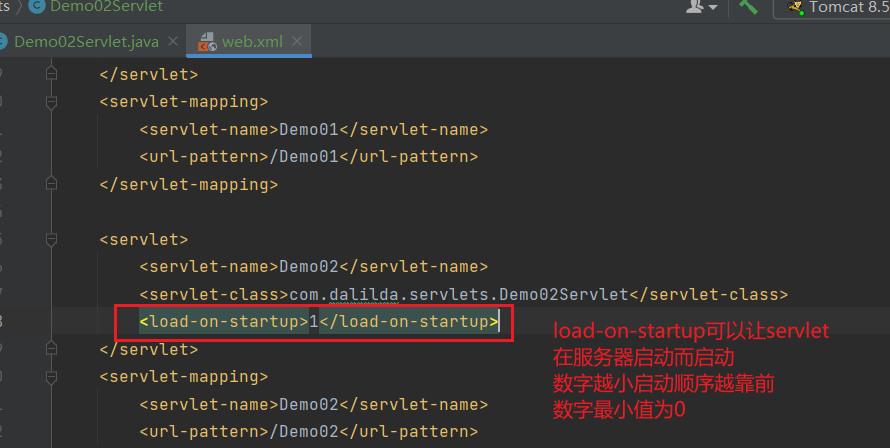 ts
Demo02Servlet
Tomcat 8.5
Demo02Servlet.java
web.xml
</servlet>
<servlet-mapping>
<servlet-name>Demo01</servlet-name>
<url-pattern>/Demo01</url-pattern>
</servlet-mapping>
<servlet>
<servlet-name>Demo02</servlet-name>
<servlet-class>com.dalilda.servlets.Demo02Servlet</servlet-class>
<load-on-startup>1</load-on-startup>
</servlet>
<servlet-mapping>
<servlet-name>Demo02</servlet-name>
<url-pattern>/Demo02</url-pattern>
load-on-startup可以让servlet
在服务器启动而启动
数字越小启动顺序越靠前
数字最小值为0